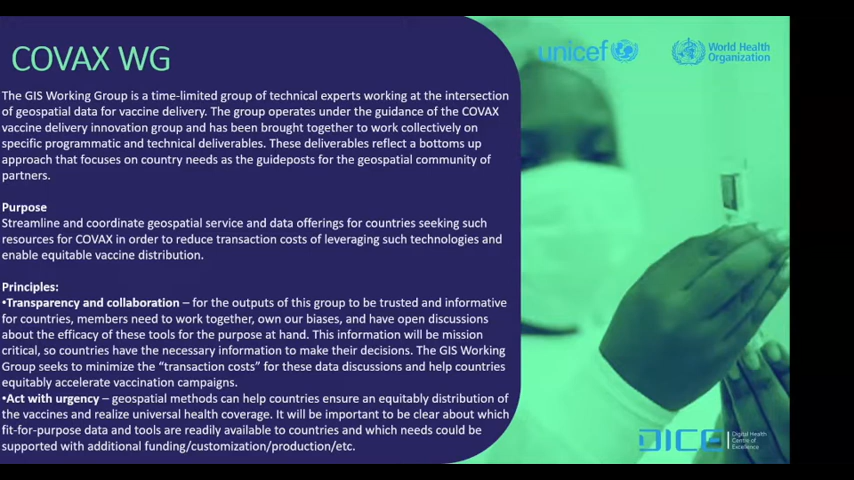 COVAX WG
unicef
World Health
Organization
The GIS Working Group is a time-limited group of technical experts working at the intersection
of geospatial data for vaccine delivery. The group operates under the guidance of the COVAX
vaccine delivery innovation group and has been brought together to work collectively on
specific programmatic and technical deliverables. These deliverables reflect a bottoms up
approach that focuses on country needs as the guideposts for the geospatial community of
partners.
Purpose
Streamline and coordinate geospatial service and data offerings for countries seeking such
resources for COVAX in order to reduce transaction costs of leveraging such technologies and
enable equitable vaccine distribution.
Principles:
•Transparency and collaboration – for the outputs of this group to be trusted and informative
for countries, members need to work together, own our biases, and have open discussions
about the efficacy of these tools for the purpose at hand. This information will be mission
critical, so countries have the necessary information to make their decisions. The GIS Working
Group seeks to minimize the “transaction costs” for these data discussions and help countries
equitably accelerate vaccination campaigns.
•Act with urgency – geospatial methods can help countries ensure an equitably distribution of
the vaccines and realize universal health coverage. It will be important to be clear about which
fit-for-purpose data and tools are readily available to countries and which needs could be
supported with additional funding/customization/production/etc.
DICE
Digital Health
Centre of
Excellence